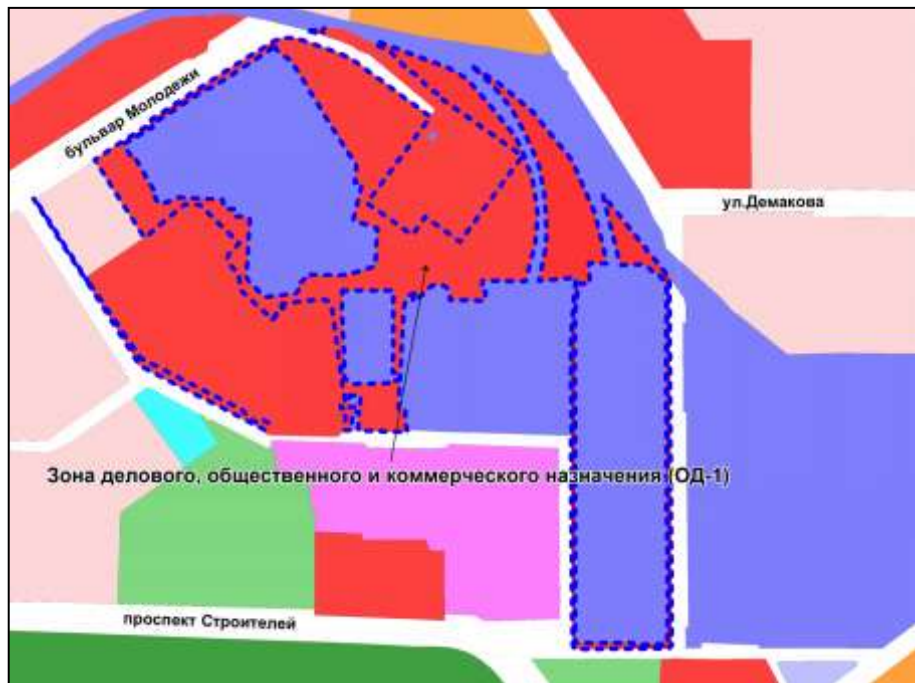 бульвар Молодежи
ул.Демакова
Зона делового, общественного и коммерческого назначения (ОД-1)
проспект Строителей